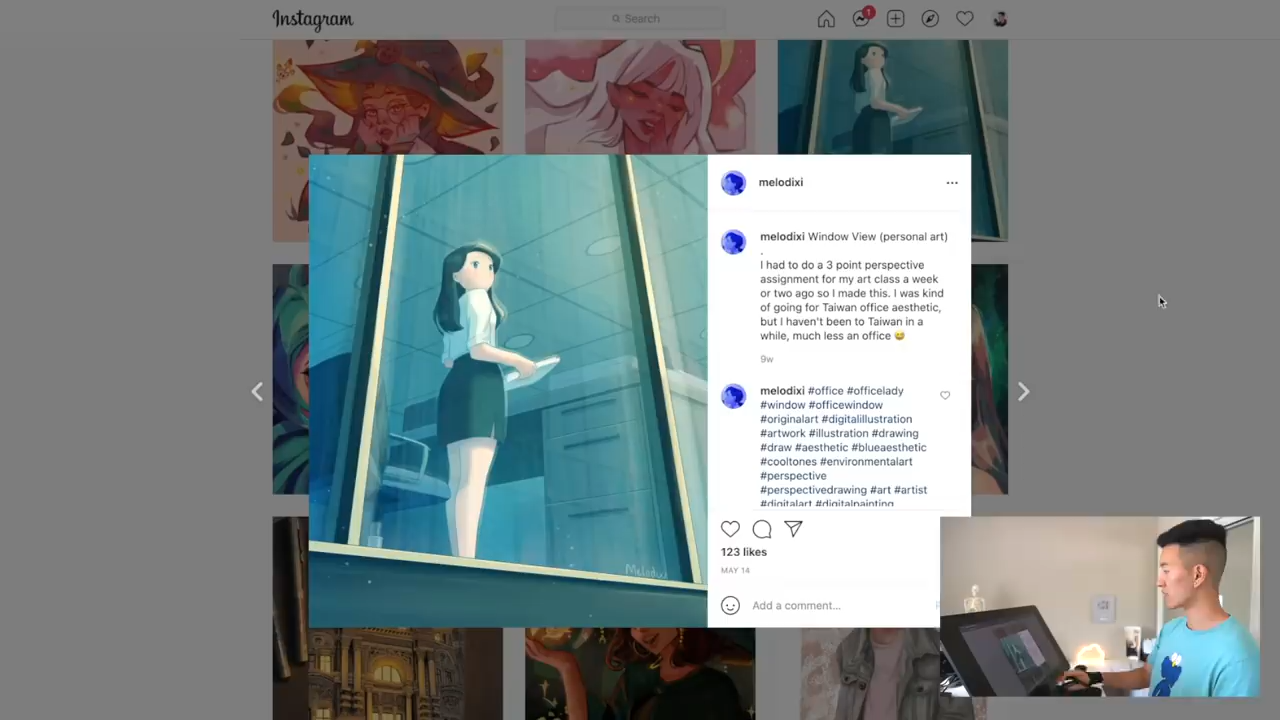 Instagram
Search
1
melodixi
melodixi Window View (personal art)
.
I had to do a 3 point perspective
assignment for my art class a week
or two ago so I made this. I was kind
of going for Taiwan office aesthetic,
but I haven't been to Taiwan in a
while, much less an office 😅
9w
melodixi #office #officelady
#window #officewindow
#originalart #digitalillustration
#artwork #illustration #drawing
#draw #aesthetic #blueaesthetic
#cooltones #environmentalart
#perspective
#perspectivedrawing #art #artist
#digitalart #digitalpainting
Melodixi
123 likes
MAY 14
Add a comment...